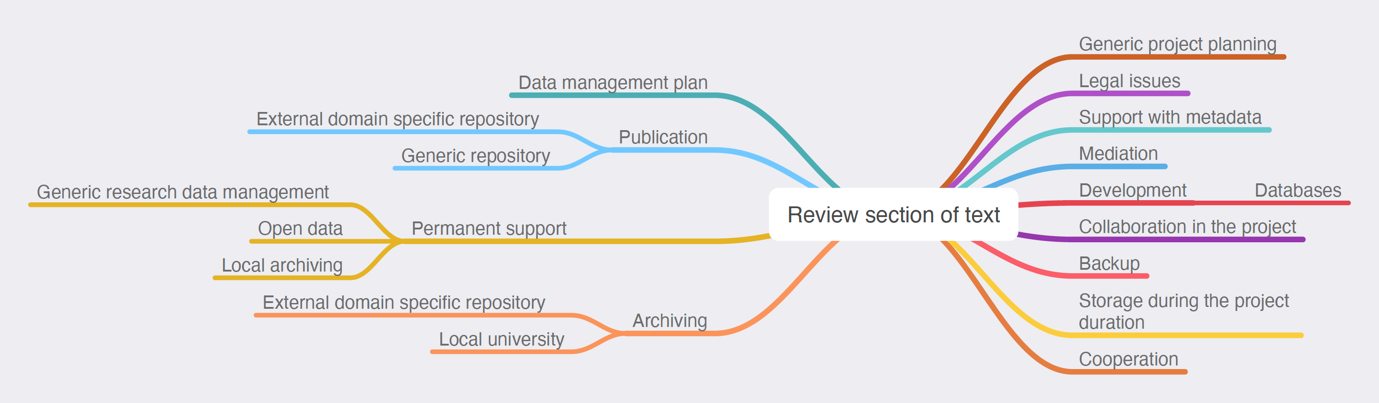 Generic project planning
Data management plan
Legal issues
External domain specific repository
Support with metadata
Publication
Generic repository
Mediation
Generic research data management
Development
Databases
Open data
Permanent support
Review section of text
Collaboration in the project
Local archiving
Backup
External domain specific repository
Storage during the project
duration
Archiving
Local university
Cooperation